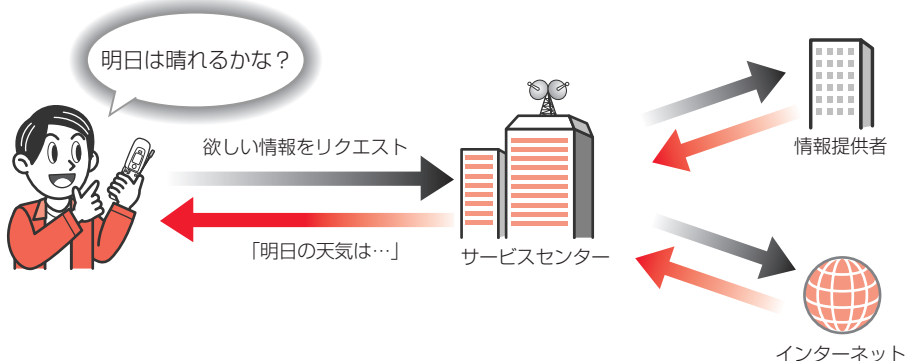 明日は晴れるかな？
欲しい情報をリクエスト
「明日の天気は…」
サービスセンター
情報提供者
インターネット